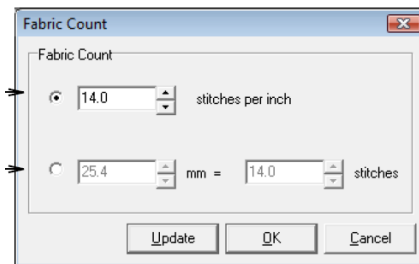 Fabric Count
Fabric Count
14.0 stitches per inch
25.4 mm = 14.0 stitches
Update OK Cancel